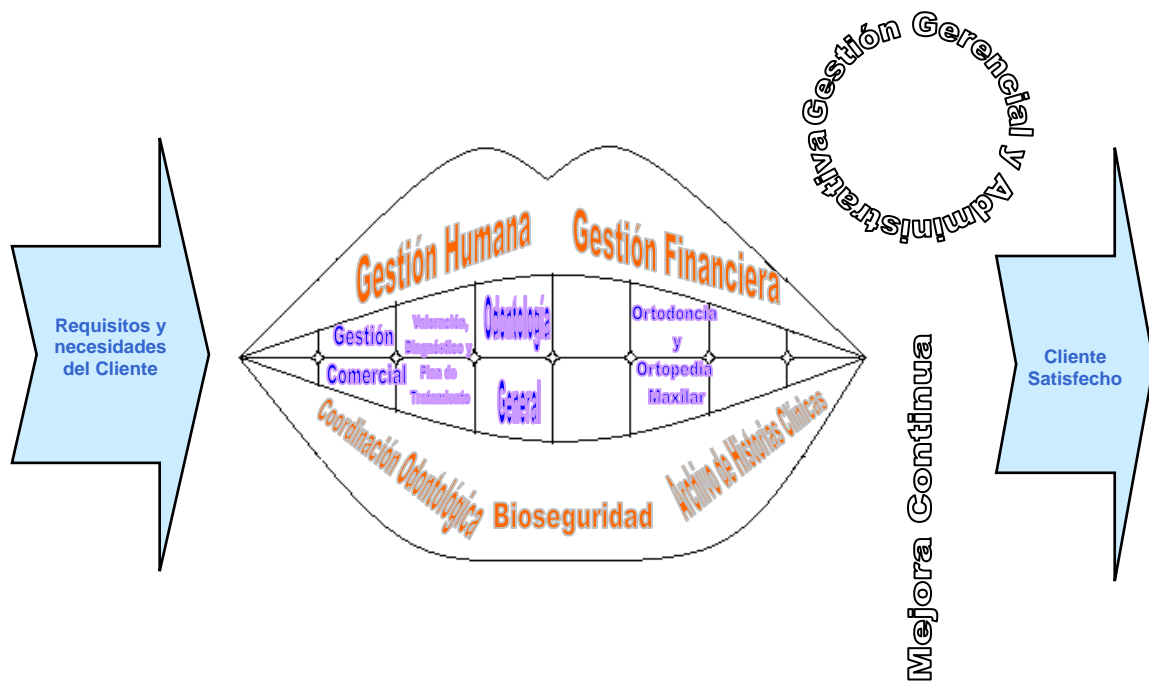 Gestión Gerencial y Administrativa
Requisitos y
necesidades
del Cliente
Gestión Humana
Gestión Financiera
Gestión
Comercial
Valoración,
Diagnóstico y
Plan de
Tratamiento
Odontología
General
Ortodoncia
y
Ortopedia
Maxilar
Coordinación Odontológica
Bioseguridad
Archivo de Historias Clínicas
Mejora Continua
Cliente
Satisfecho